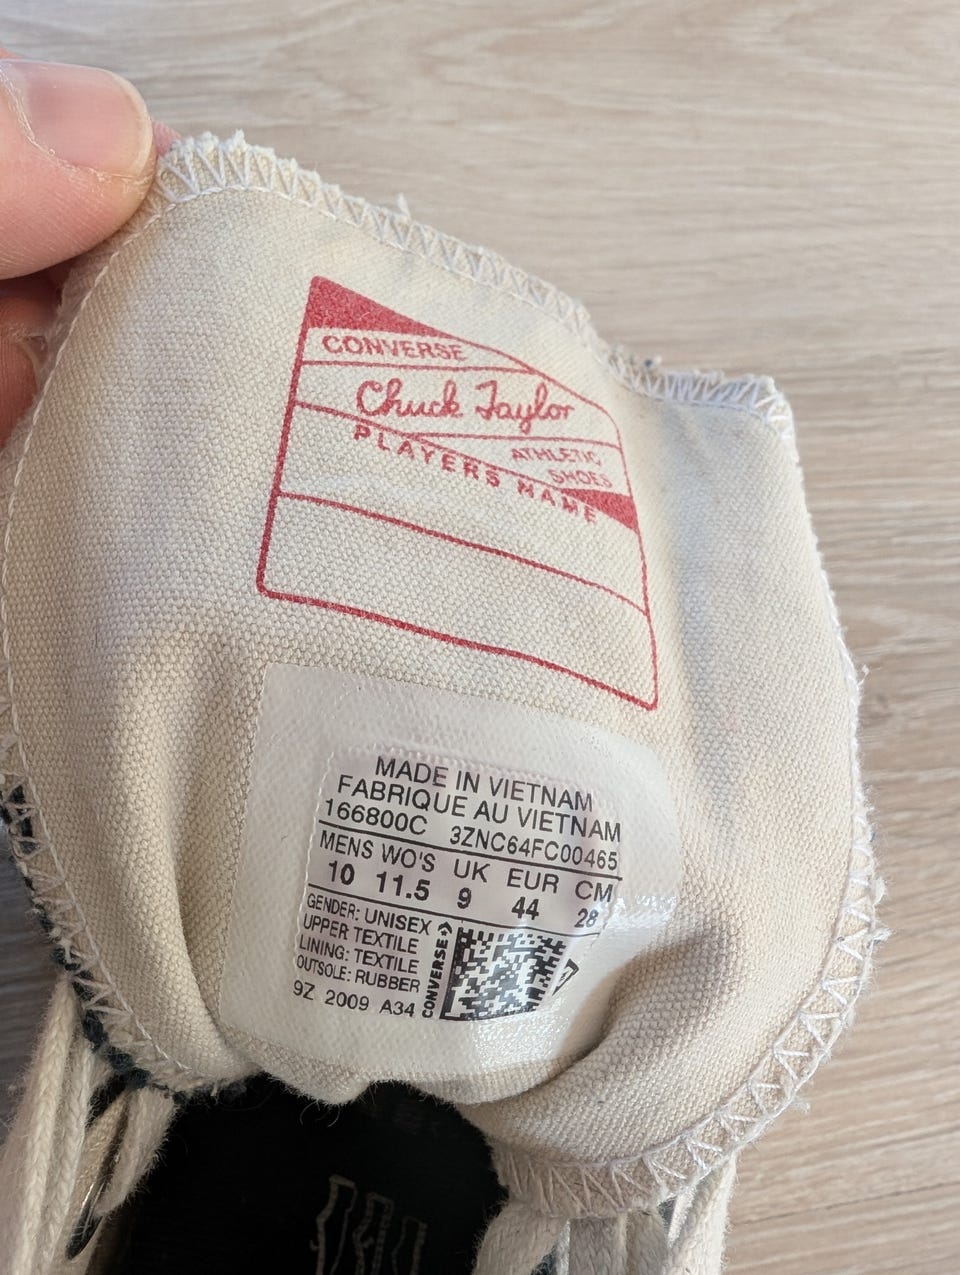 CONVERSE
Chuck Taylor
ATHLETIC
SHOES
PLAYERS NAME
MADE IN VIETNAM
FABRIQUE AU VIETNAM
166800C 3ZNC64FC00465
MENS WO'S UK EUR CM
10 11.5 9 44 28
GENDER: UNISEX
UPPER TEXTILE
LINING: TEXTILE
OUTSOLE: RUBBER
9Z 2009 A34
CONVERSE